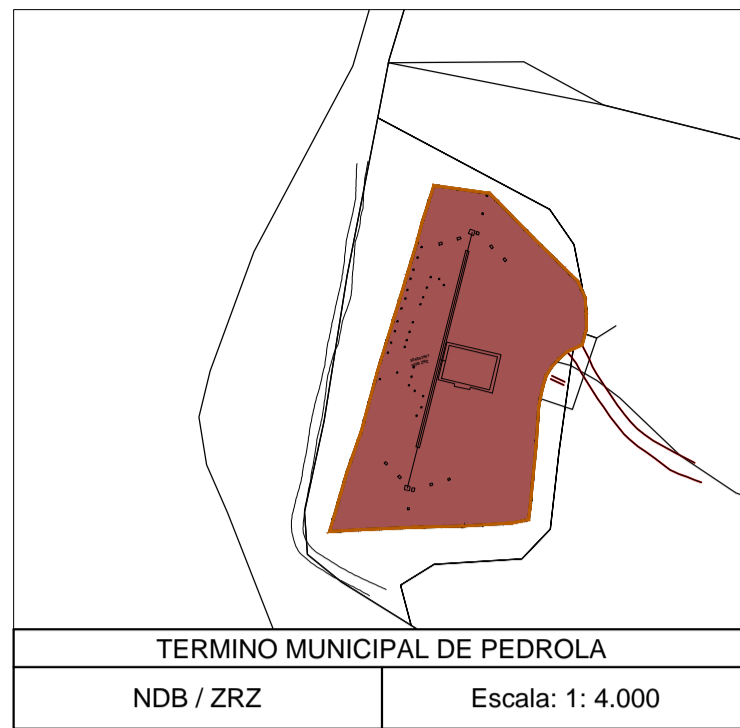 TERMINO MUNICIPAL DE PEDROLA
NDB / ZRZ
Escala: 1: 4.000